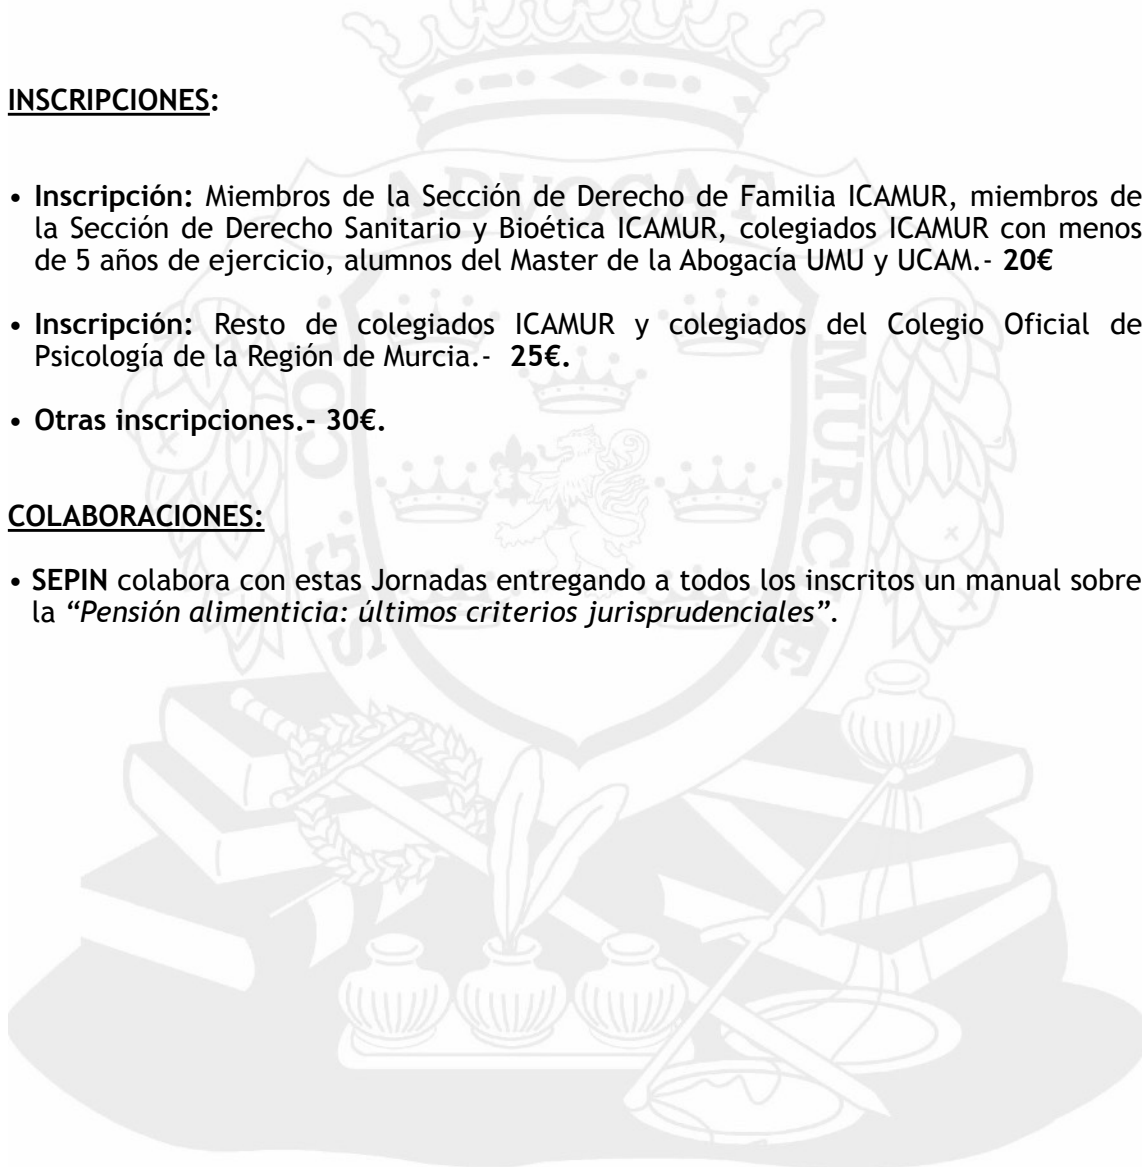 INSCRIPCIONES:
• Inscripción: Miembros de la Sección de Derecho de Familia ICAMUR, miembros de
la Sección de Derecho Sanitario y Bioética ICAMUR, colegiados ICAMUR con menos
de 5 años de ejercicio, alumnos del Master de la Abogacía UMU y UCAM.- 20€
• Inscripción: Resto de colegiados ICAMUR y colegiados del Colegio Oficial de
Psicología de la Región de Murcia.- 25€.
• Otras inscripciones.- 30€.
COLABORACIONES:
• SEPIN colabora con estas Jornadas entregando a todos los inscritos un manual sobre
la “Pensión alimenticia: últimos criterios jurisprudenciales”.
SIG. COL. ADVOCAT MURCIE